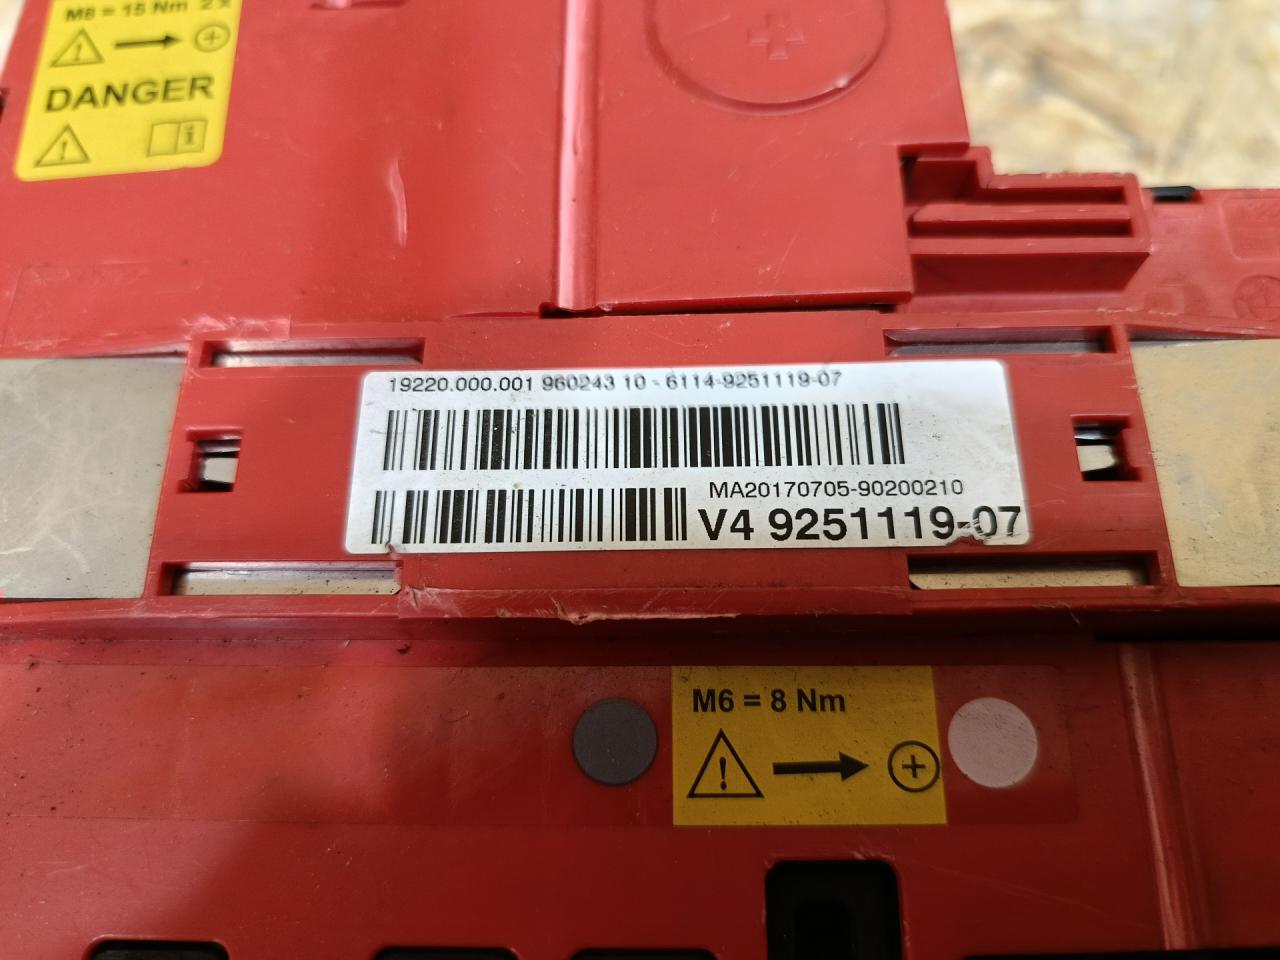 M8 = 15 Nm 2x
DANGER
19220.000.001 960243 10 - 6114-9251119-07
MA20170705-90200210
V4 9251119-07
M6 = 8 Nm